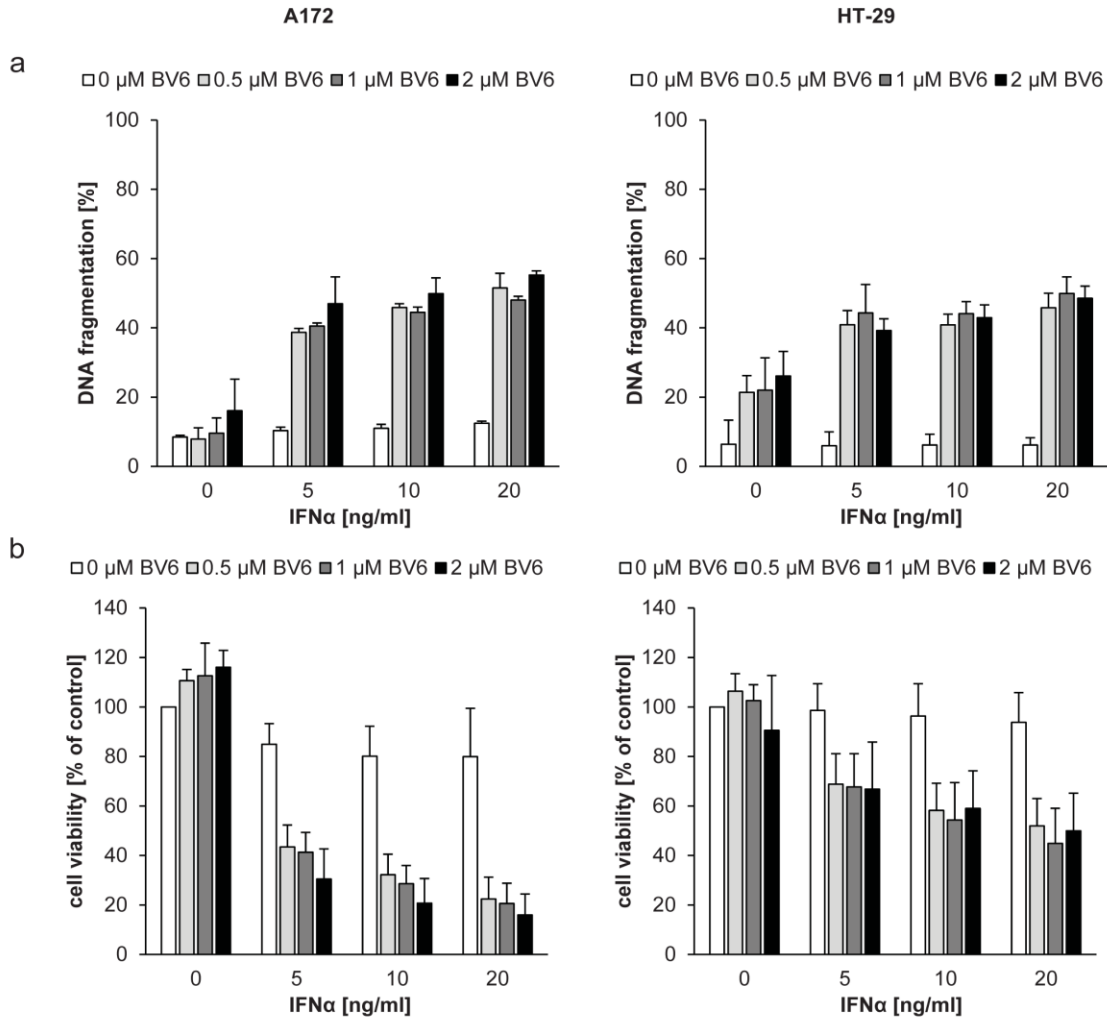 A172 HT-29
a
0 µM BV6 0.5 µM BV6 1 µM BV6 2 µM BV6 0 µM BV6 0.5 µM BV6 1 µM BV6 2 µM BV6
100 100
80 80
60 60
40 40
20 20
0 0
DNA fragmentation [%] DNA fragmentation [%]
0 5 10 20 0 5 10 20
IFNα [ng/ml] IFNα [ng/ml]
b
0 µM BV6 0.5 µM BV6 1 µM BV6 2 µM BV6 0 µM BV6 0.5 µM BV6 1 µM BV6 2 µM BV6
140 140
120 120
100 100
80 80
60 60
40 40
20 20
0 0
cell viability [% of control] cell viability [% of control]
0 5 10 20 0 5 10 20
IFNα [ng/ml] IFNα [ng/ml]